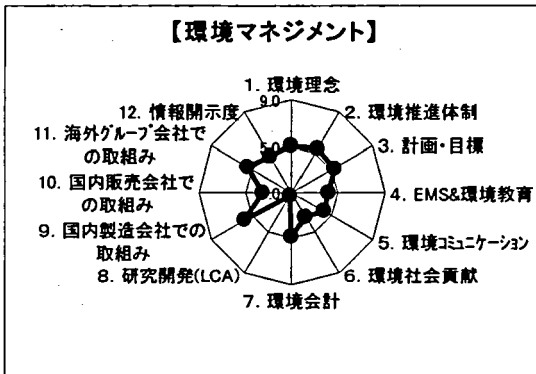 【環境マネジメント】
1. 環境理念
9.0
12. 情報開示度
2. 環境推進体制
11. 海外グループ会社で
の取組み
5.0
3. 計画・目標
10. 国内販売会社で
の取組み
4. EMS&環境教育
9. 国内製造会社での
取組み
5. 環境コミュニケーション
8. 研究開発(LCA)
6. 環境社会貢献
7. 環境会計